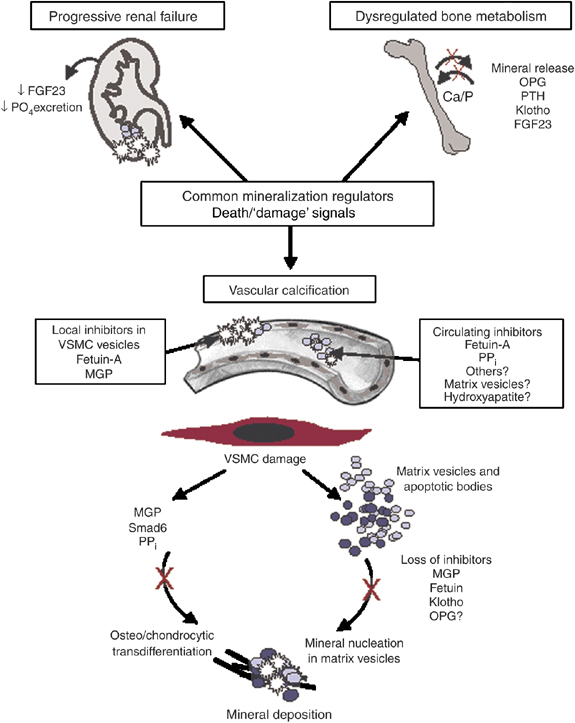 Progressive renal failure
Dysregulated bone metabolism
↓ FGF23
↓ PO4excretion
Ca/P
Mineral release
OPG
PTH
Klotho
FGF23
Common mineralization regulators
Death/‘damage’ signals
Vascular calcification
Local inhibitors in
VSMC vesicles
Fetuin-A
MGP
Circulating inhibitors
Fetuin-A
PPi
Others?
Matrix vesicles?
Hydroxyapatite?
VSMC damage
Matrix vesicles and
apoptotic bodies
MGP
Smad6
PPi
Loss of inhibitors
MGP
Fetuin
Klotho
OPG?
Osteo/chondrocytic
transdifferentiation
Mineral nucleation
in matrix vesicles
Mineral deposition